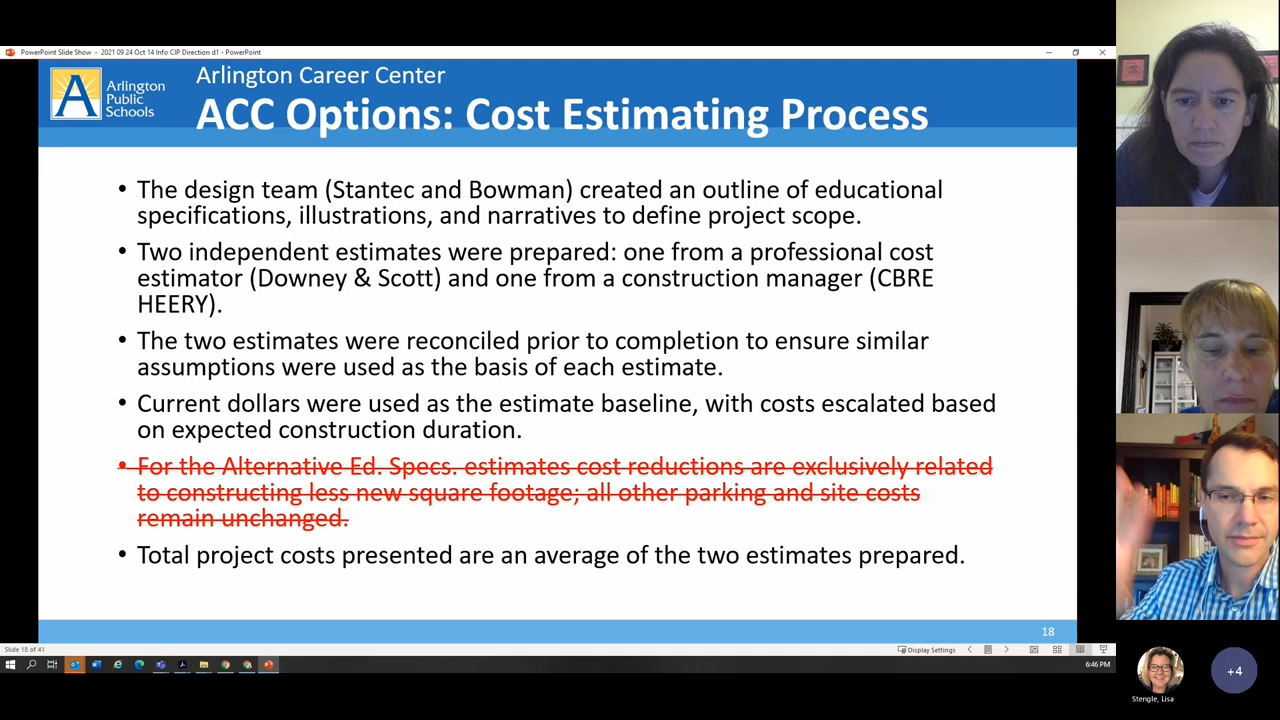 PowerPoint Slide Show - 2021 09 24 Oct 14 Info CIP Direction d1 - PowerPoint
Arlington
Public
Schools
Arlington Career Center
ACC Options: Cost Estimating Process
• The design team (Stantec and Bowman) created an outline of educational
specifications, illustrations, and narratives to define project scope.
• Two independent estimates were prepared: one from a professional cost
estimator (Downey & Scott) and one from a construction manager (CBRE
HEERY).
• The two estimates were reconciled prior to completion to ensure similar
assumptions were used as the basis of each estimate.
• Current dollars were used as the estimate baseline, with costs escalated based
on expected construction duration.
• For the Alternative Ed. Specs. estimates cost reductions are exclusively related
to constructing less new square footage; all other parking and site costs
remain unchanged.
• Total project costs presented are an average of the two estimates prepared.
18
Slide 18 of 41
Display Settings
6:46 PM
+4
Stengle, Lisa